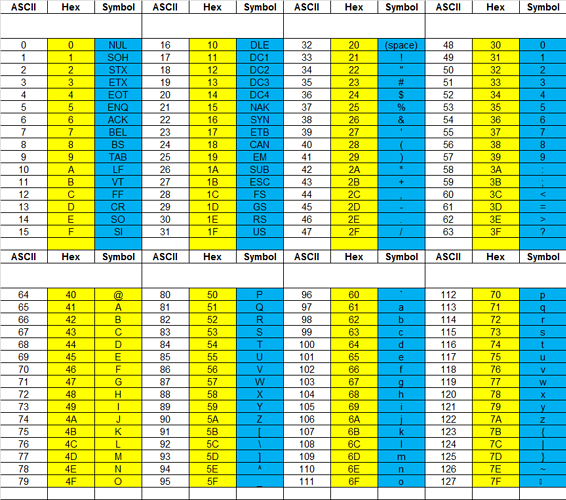 ASCII Hex Symbol ASCII Hex Symbol ASCII Hex Symbol ASCII Hex Symbol
0 0 NUL 16 10 DLE 32 20 (space) 48 30 0
1 1 SOH 17 11 DC1 33 21 ! 49 31 1
2 2 STX 18 12 DC2 34 22 " 50 32 2
3 3 ETX 19 13 DC3 35 23 # 51 33 3
4 4 EOT 20 14 DC4 36 24 $ 52 34 4
5 5 ENQ 21 15 NAK 37 25 % 53 35 5
6 6 ACK 22 16 SYN 38 26 & 54 36 6
7 7 BEL 23 17 ETB 39 27 ' 55 37 7
8 8 BS 24 18 CAN 40 28 ( 56 38 8
9 9 TAB 25 19 EM 41 29 ) 57 39 9
10 A LF 26 1A SUB 42 2A * 58 3A :
11 B VT 27 1B ESC 43 2B + 59 3B ;
12 C FF 28 1C FS 44 2C , 60 3C <
13 D CR 29 1D GS 45 2D - 61 3D =
14 E SO 30 1E RS 46 2E . 62 3E >
15 F SI 31 1F US 47 2F / 63 3F ?
ASCII Hex Symbol ASCII Hex Symbol ASCII Hex Symbol ASCII Hex Symbol
64 40 @ 80 50 P 96 60 ` 112 70 p
65 41 A 81 51 Q 97 61 a 113 71 q
66 42 B 82 52 R 98 62 b 114 72 r
67 43 C 83 53 S 99 63 c 115 73 s
68 44 D 84 54 T 100 64 d 116 74 t
69 45 E 85 55 U 101 65 e 117 75 u
70 46 F 86 56 V 102 66 f 118 76 v
71 47 G 87 57 W 103 67 g 119 77 w
72 48 H 88 58 X 104 68 h 120 78 x
73 49 I 89 59 Y 105 69 i 121 79 y
74 4A J 90 5A Z 106 6A j 122 7A z
75 4B K 91 5B [ 107 6B k 123 7B {
76 4C L 92 5C \ 108 6C l 124 7C |
77 4D M 93 5D ] 109 6D m 125 7D }
78 4E N 94 5E ^ 110 6E n 126 7E ~
79 4F O 95 5F _ 111 6F o 127 7F